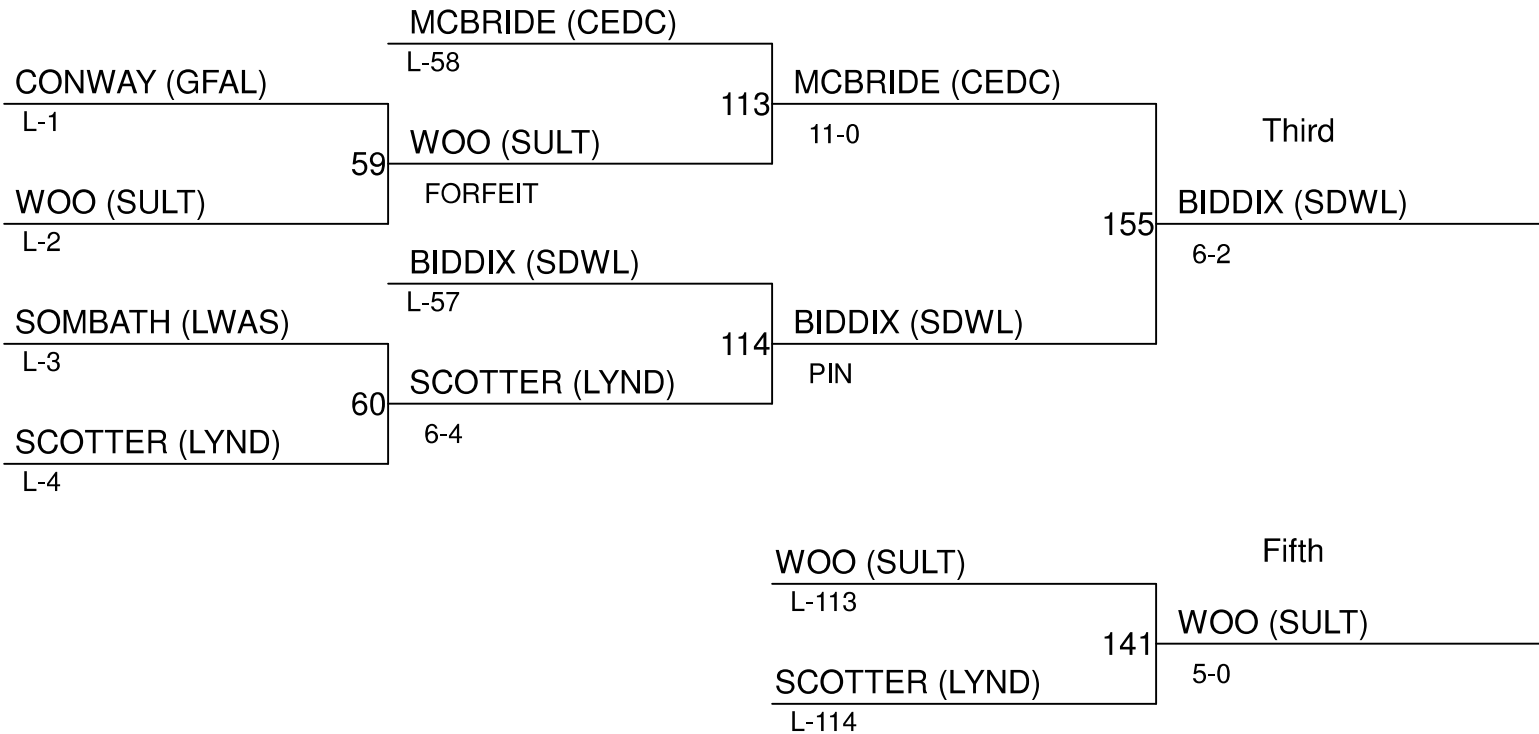 MCBRIDE (CEDC)
L-58
CONWAY (GFAL)
L-1
113
MCBRIDE (CEDC)
11-0
59
WOO (SULT)
FORFEIT
Third
WOO (SULT)
L-2
155
BIDDIX (SDWL)
6-2
BIDDIX (SDWL)
L-57
SOMBATH (LWAS)
L-3
114
BIDDIX (SDWL)
PIN
60
SCOTTER (LYND)
6-4
SCOTTER (LYND)
L-4
Fifth
WOO (SULT)
L-113
141
WOO (SULT)
5-0
SCOTTER (LYND)
L-114